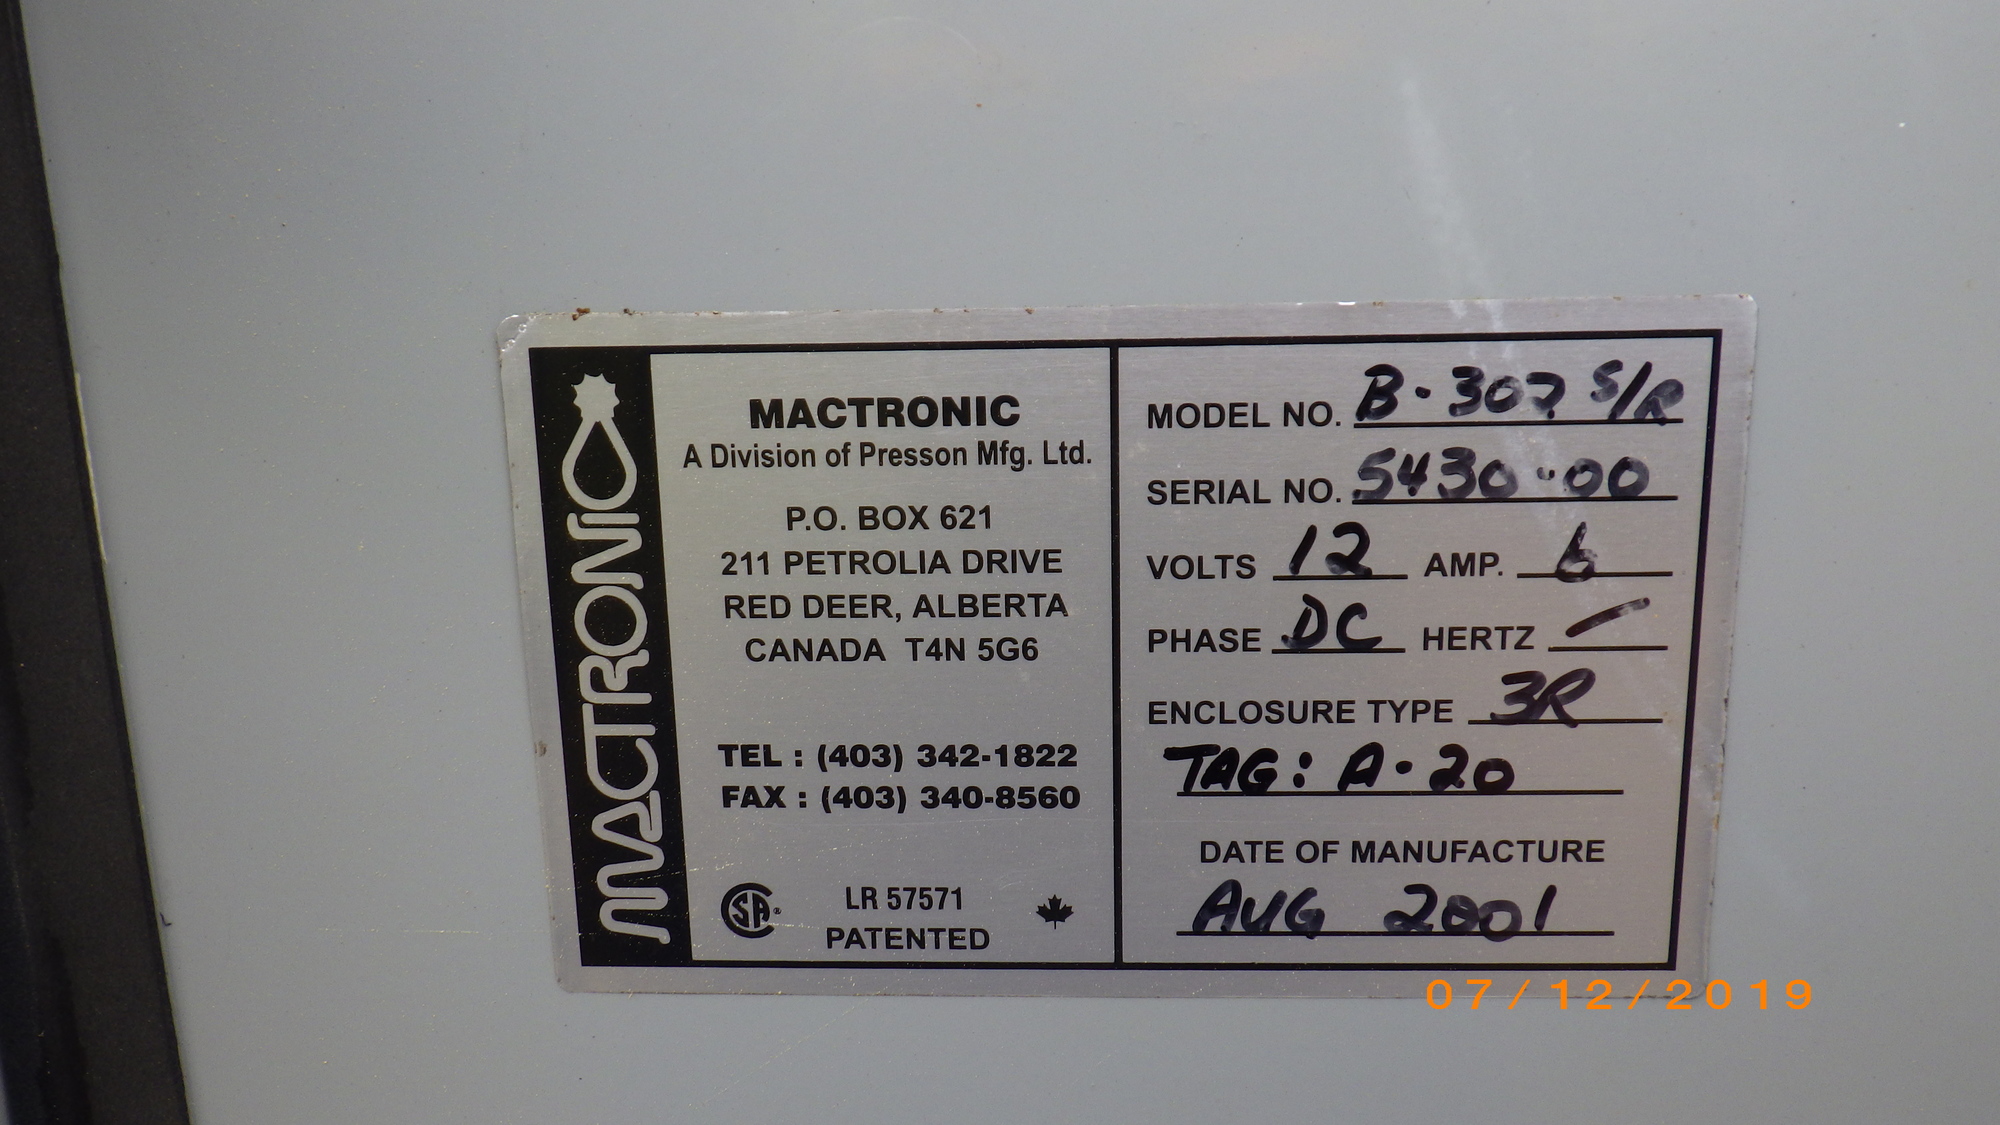 MACTRONIC
MACTRONIC
A Division of Presson Mfg. Ltd.
P.O. BOX 621
211 PETROLIA DRIVE
RED DEER, ALBERTA
CANADA T4N 5G6
TEL : (403) 342-1822
FAX : (403) 340-8560
SA ®
LR 57571
PATENTED
MODEL NO. B-307 S/R
SERIAL NO. 5430-00
VOLTS 12 AMP. 6
PHASE DC HERTZ —
ENCLOSURE TYPE 3R
TAG: A-20
DATE OF MANUFACTURE
AUG 2001
07/12/2019